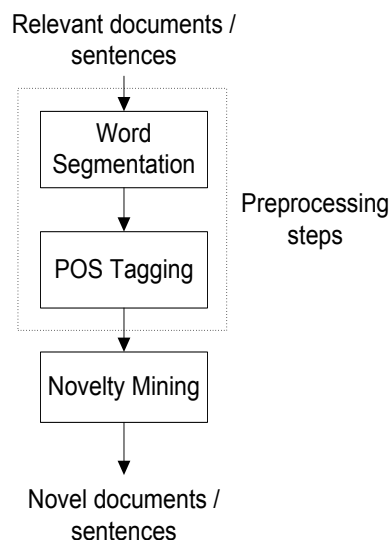 Relevant documents /
sentences
Word
Segmentation
Preprocessing
steps
POS Tagging
Novelty Mining
Novel documents /
sentences